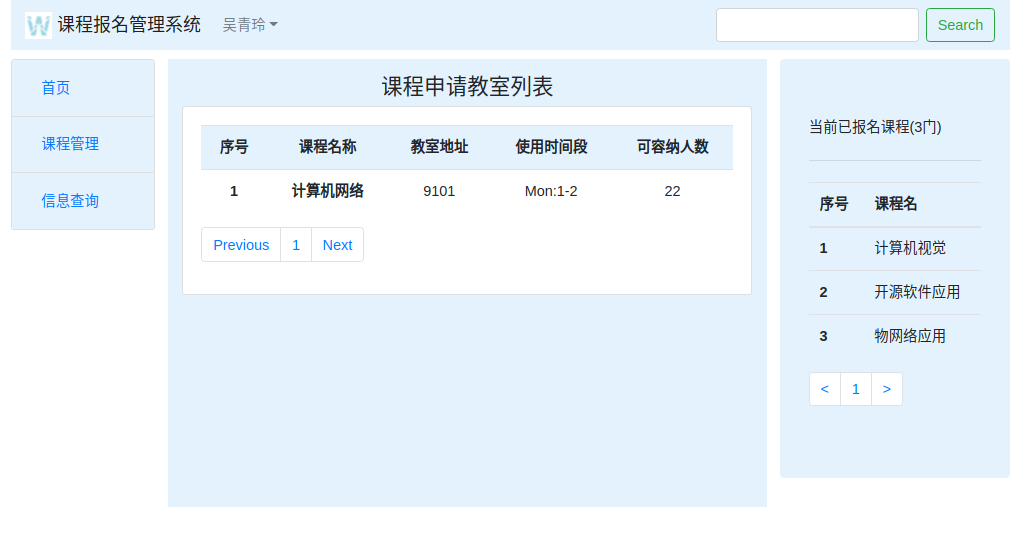 W 课程报名管理系统 吴青玲 Search
首页
课程管理
信息查询
课程申请教室列表
序号 课程名称 教室地址 使用时间段 可容纳人数
1 计算机网络 9101 Mon:1-2 22
Previous 1 Next
当前已报名课程(3门)
序号 课程名
1 计算机视觉
2 开源软件应用
3 物网络应用
< 1 >